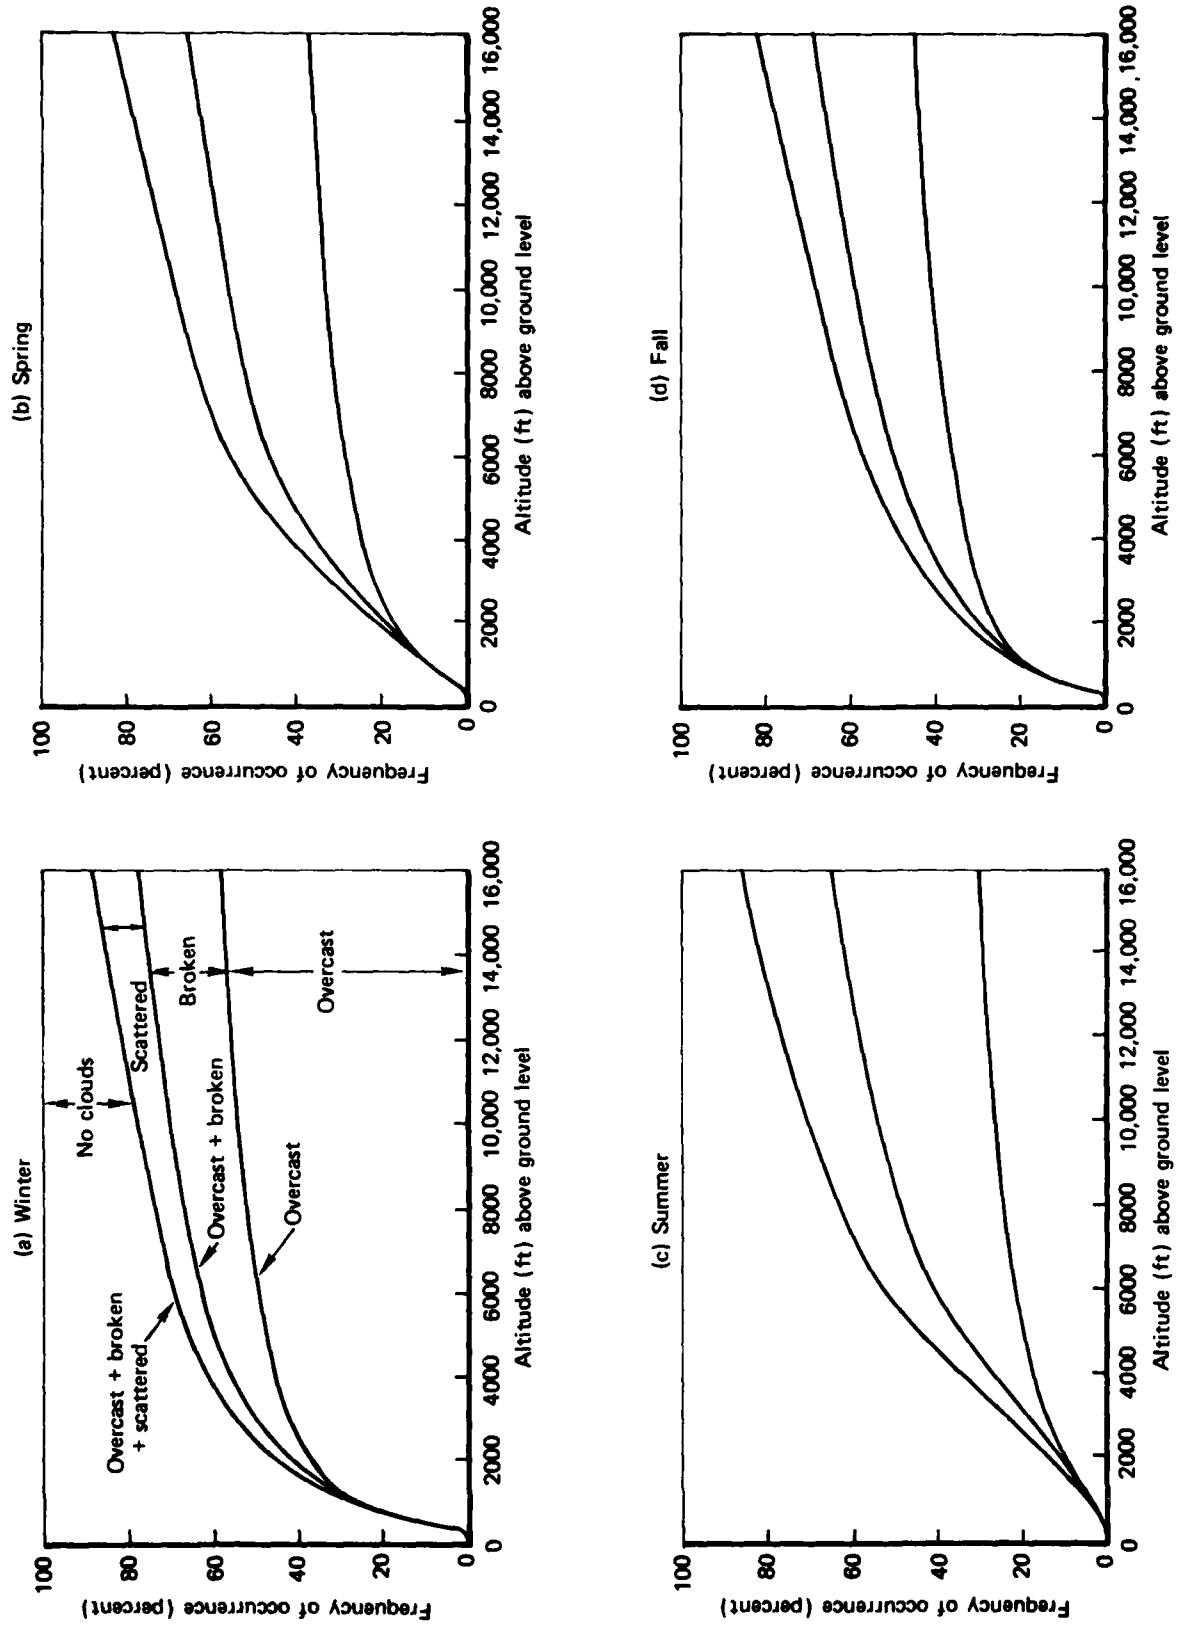 (a) Winter
Frequency of occurrence (percent)
100
80
60
40
20
0
No clouds
Scattered
Broken
Overcast
Overcast + broken
+ scattered
Overcast + broken
Overcast
0 2000 4000 6000 8000 10,000 12,000 14,000 16,000
Altitude (ft) above ground level
(b) Spring
Frequency of occurrence (percent)
100
80
60
40
20
0
0 2000 4000 6000 8000 10,000 12,000 14,000 16,000
Altitude (ft) above ground level
(c) Summer
Frequency of occurrence (percent)
100
80
60
40
20
0
0 2000 4000 6000 8000 10,000 12,000 14,000 16,000
Altitude (ft) above ground level
(d) Fall
Frequency of occurrence (percent)
100
80
60
40
20
0
0 2000 4000 6000 8000 10,000 12,000 14,000 16,000
Altitude (ft) above ground level